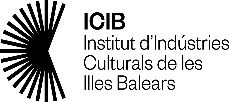 ICIB
Institut d'Indústries
Culturals de les
Illes Balears